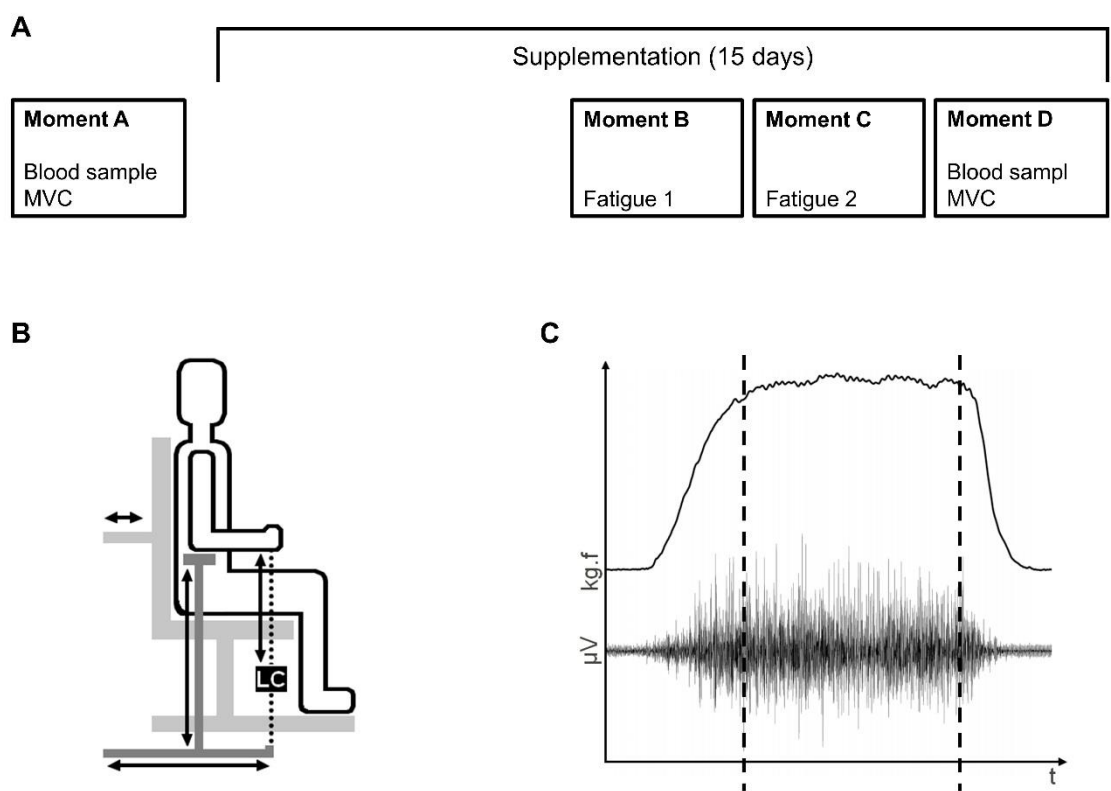 A
Supplementation (15 days)
Moment A
Blood sample
MVC
Moment B
Fatigue 1
Moment C
Fatigue 2
Moment D
Blood sampl
MVC
B
LC
C
kg.f
µV
t